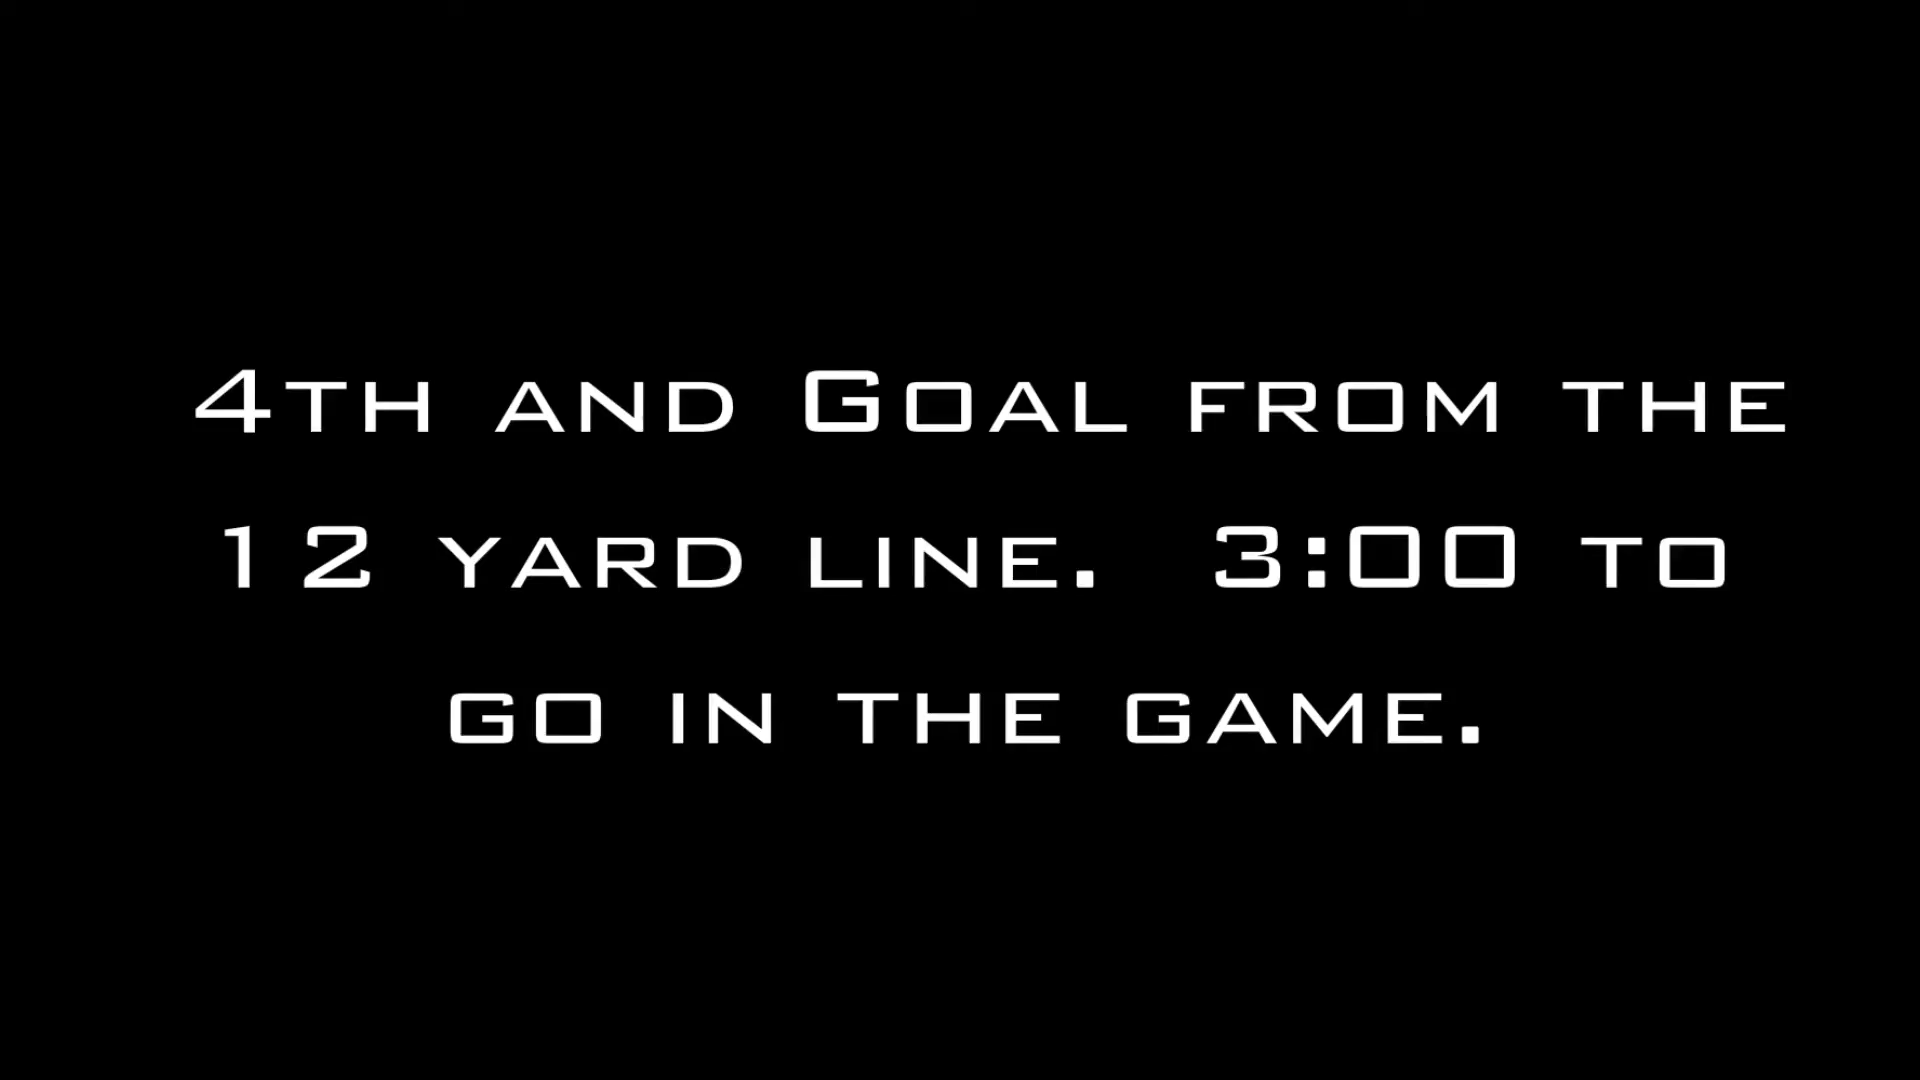 4th and Goal from the
12 yard line.  3:00 to
go in the game.